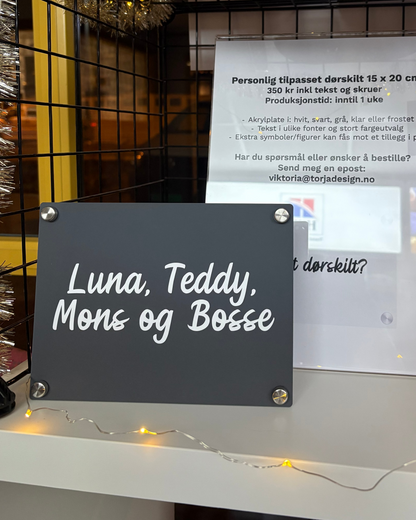 Personlig tilpasset dørskilt 15 x 20 cm
350 kr inkl tekst og skruer
Produksjonstid: inntil 1 uke
- Akrylplate i: hvit, svart, grå, klar eller frostet
- Tekst i ulike fonter og stort fargeutvalg
- Ekstra symboler/figurer kan fås mot et tillegg i p
Har du spørsmål eller ønsker å bestille?
Send meg en epost:
viktoria@torjadesign.no
t dørskilt?
Luna, Teddy,
Mons og Bosse